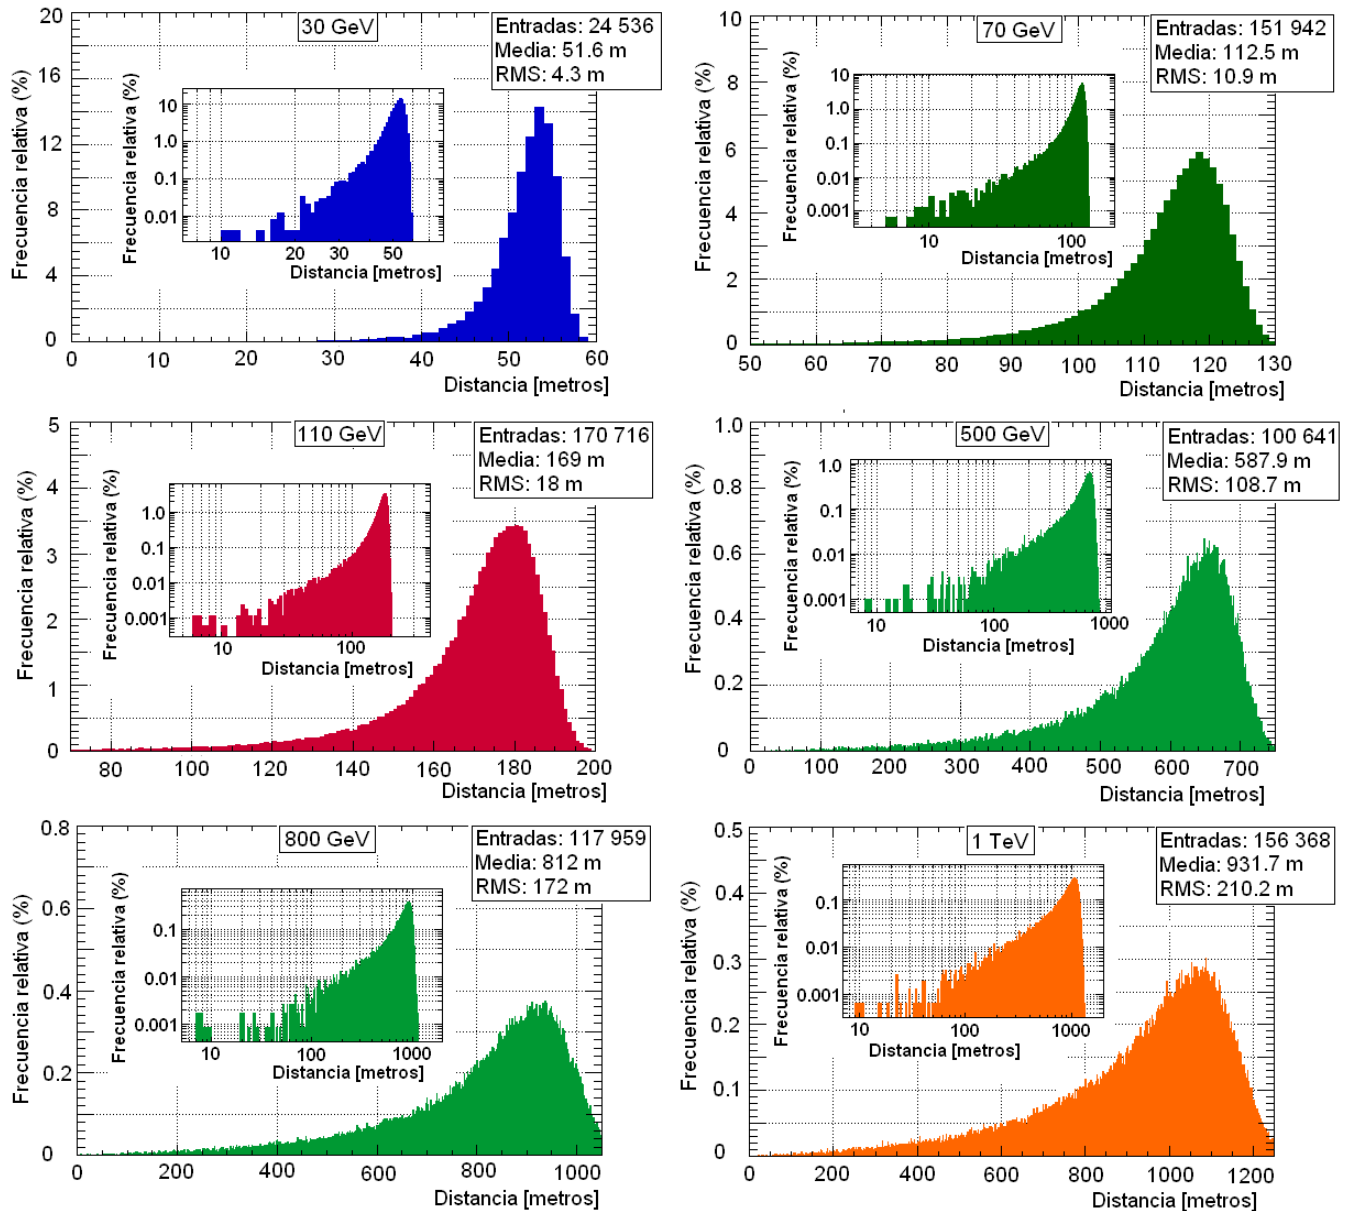 30 GeV
Entradas: 24 536
Media: 51.6 m
RMS: 4.3 m
Frecuencia relativa (%)
20
16
12
8
4
0
0 10 20 30 40 50 60
Distancia [metros]
Frecuencia relativa (%)
10
1.0
0.1
0.01
10 20 30 50
Distancia [metros]
70 GeV
Entradas: 151 942
Media: 112.5 m
RMS: 10.9 m
Frecuencia relativa (%)
10
8
6
4
2
0
50 60 70 80 90 100 110 120 130
Distancia [metros]
Frecuencia relativa (%)
10
1.0
0.1
0.01
0.001
10 100
Distancia [metros]
110 GeV
Entradas: 170 716
Media: 169 m
RMS: 18 m
Frecuencia relativa (%)
5
4
3
2
1
0
80 100 120 140 160 180 200
Distancia [metros]
Frecuencia relativa (%)
1.0
0.1
0.01
0.001
10 100
Distancia [metros]
500 GeV
Entradas: 100 641
Media: 587.9 m
RMS: 108.7 m
Frecuencia relativa (%)
1.0
0.8
0.6
0.4
0.2
0
0 100 200 300 400 500 600 700
Distancia [metros]
Frecuencia relativa (%)
1.0
0.1
0.01
0.001
10 100 1000
Distancia [metros]
800 GeV
Entradas: 117 959
Media: 812 m
RMS: 172 m
Frecuencia relativa (%)
0.8
0.6
0.4
0.2
0
0 200 400 600 800 1000
Distancia [metros]
Frecuencia relativa (%)
0.1
0.01
0.001
10 100 1000
Distancia [metros]
1 TeV
Entradas: 156 368
Media: 931.7 m
RMS: 210.2 m
Frecuencia relativa (%)
0.5
0.4
0.3
0.2
0.1
0
0 200 400 600 800 1000 1200
Distancia [metros]
Frecuencia relativa (%)
0.1
0.01
0.001
10 100 1000
Distancia [metros]